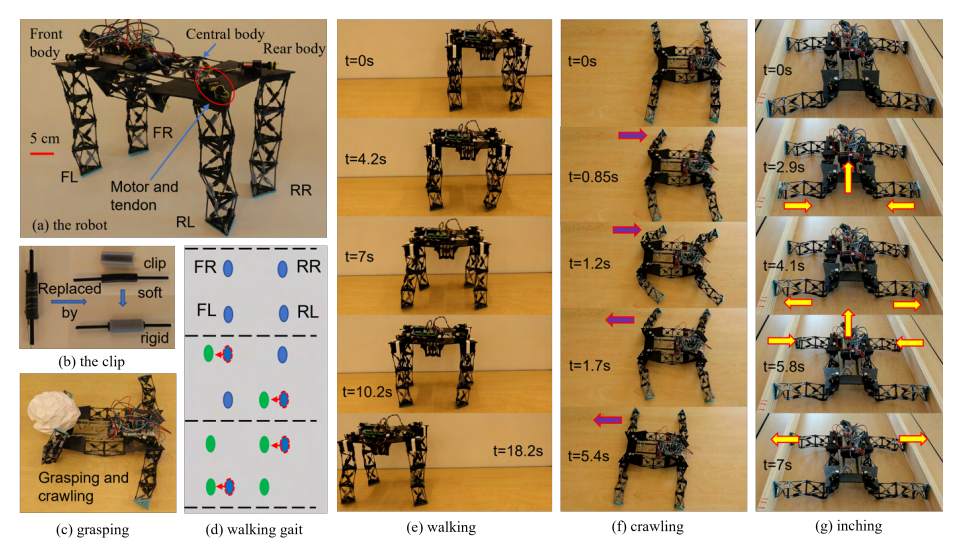 Front body
Central body
Rear body
5 cm
FR
FL
Motor and
tendon
RR
RL
(a) the robot
clip
Replaced
by
soft
rigid
(b) the clip
Grasping and
crawling
(c) grasping
FR
RR
FL
RL
(d) walking gait
t=0s
t=4.2s
t=7s
t=10.2s
t=18.2s
(e) walking
t=0s
t=0.85s
t=1.2s
t=1.7s
t=5.4s
(f) crawling
t=0s
t=2.9s
t=4.1s
t=5.8s
t=7s
(g) inching